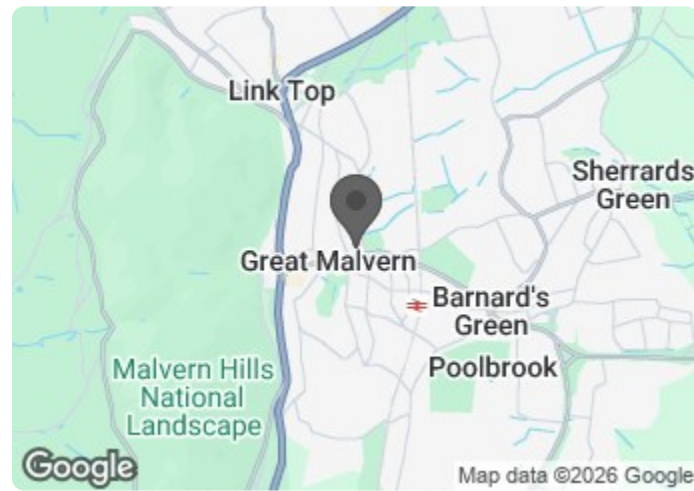 Link Top
Sherrards
Green
Great Malvern
Barnard's
Green
Poolbrook
Malvern Hills
National
Landscape
Google
Map data ©2026 Google